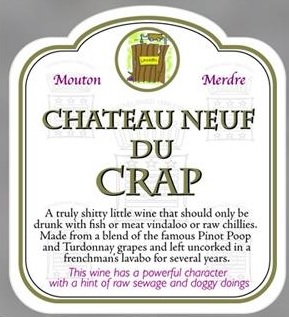 LAVABO
Mouton Merdre
CHATEAU NEUF
DU
CRAP
A truly shitty little wine that should only be
drunk with fish or meat vindaloo or raw chillies.
Made from a blend of the famous Pinot Poop
and Turdonnay grapes and left uncorked in a
frenchman's lavabo for several years.
This wine has a powerful character
with a hint of raw sewage and doggy doings